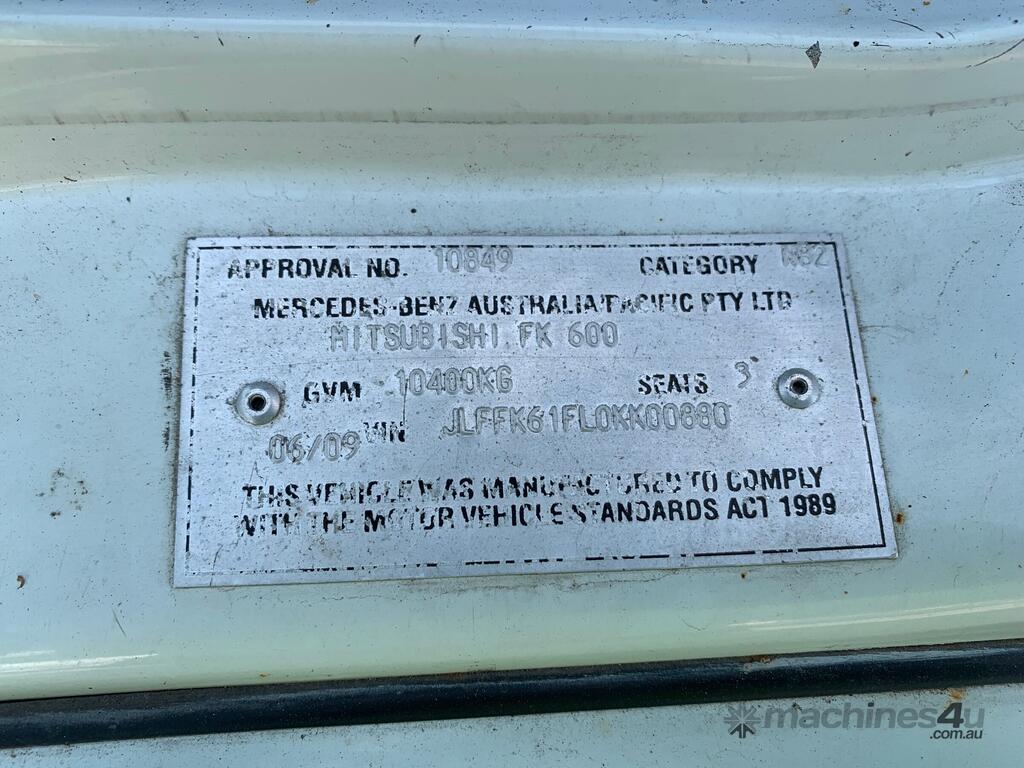 APPROVAL NO. 10849 CATEGORY NB2
MERCEDES-BENZ AUSTRALIA/PACIFIC PTY LTD
MITSUBISHI FK 600
GVM 10400KG SEATS 3
06/09 VIN JLFFK61FL0KK00880
THIS VEHICLE WAS MANUFACTURED TO COMPLY
WITH THE MOTOR VEHICLE STANDARDS ACT 1989
machines4u
.com.au